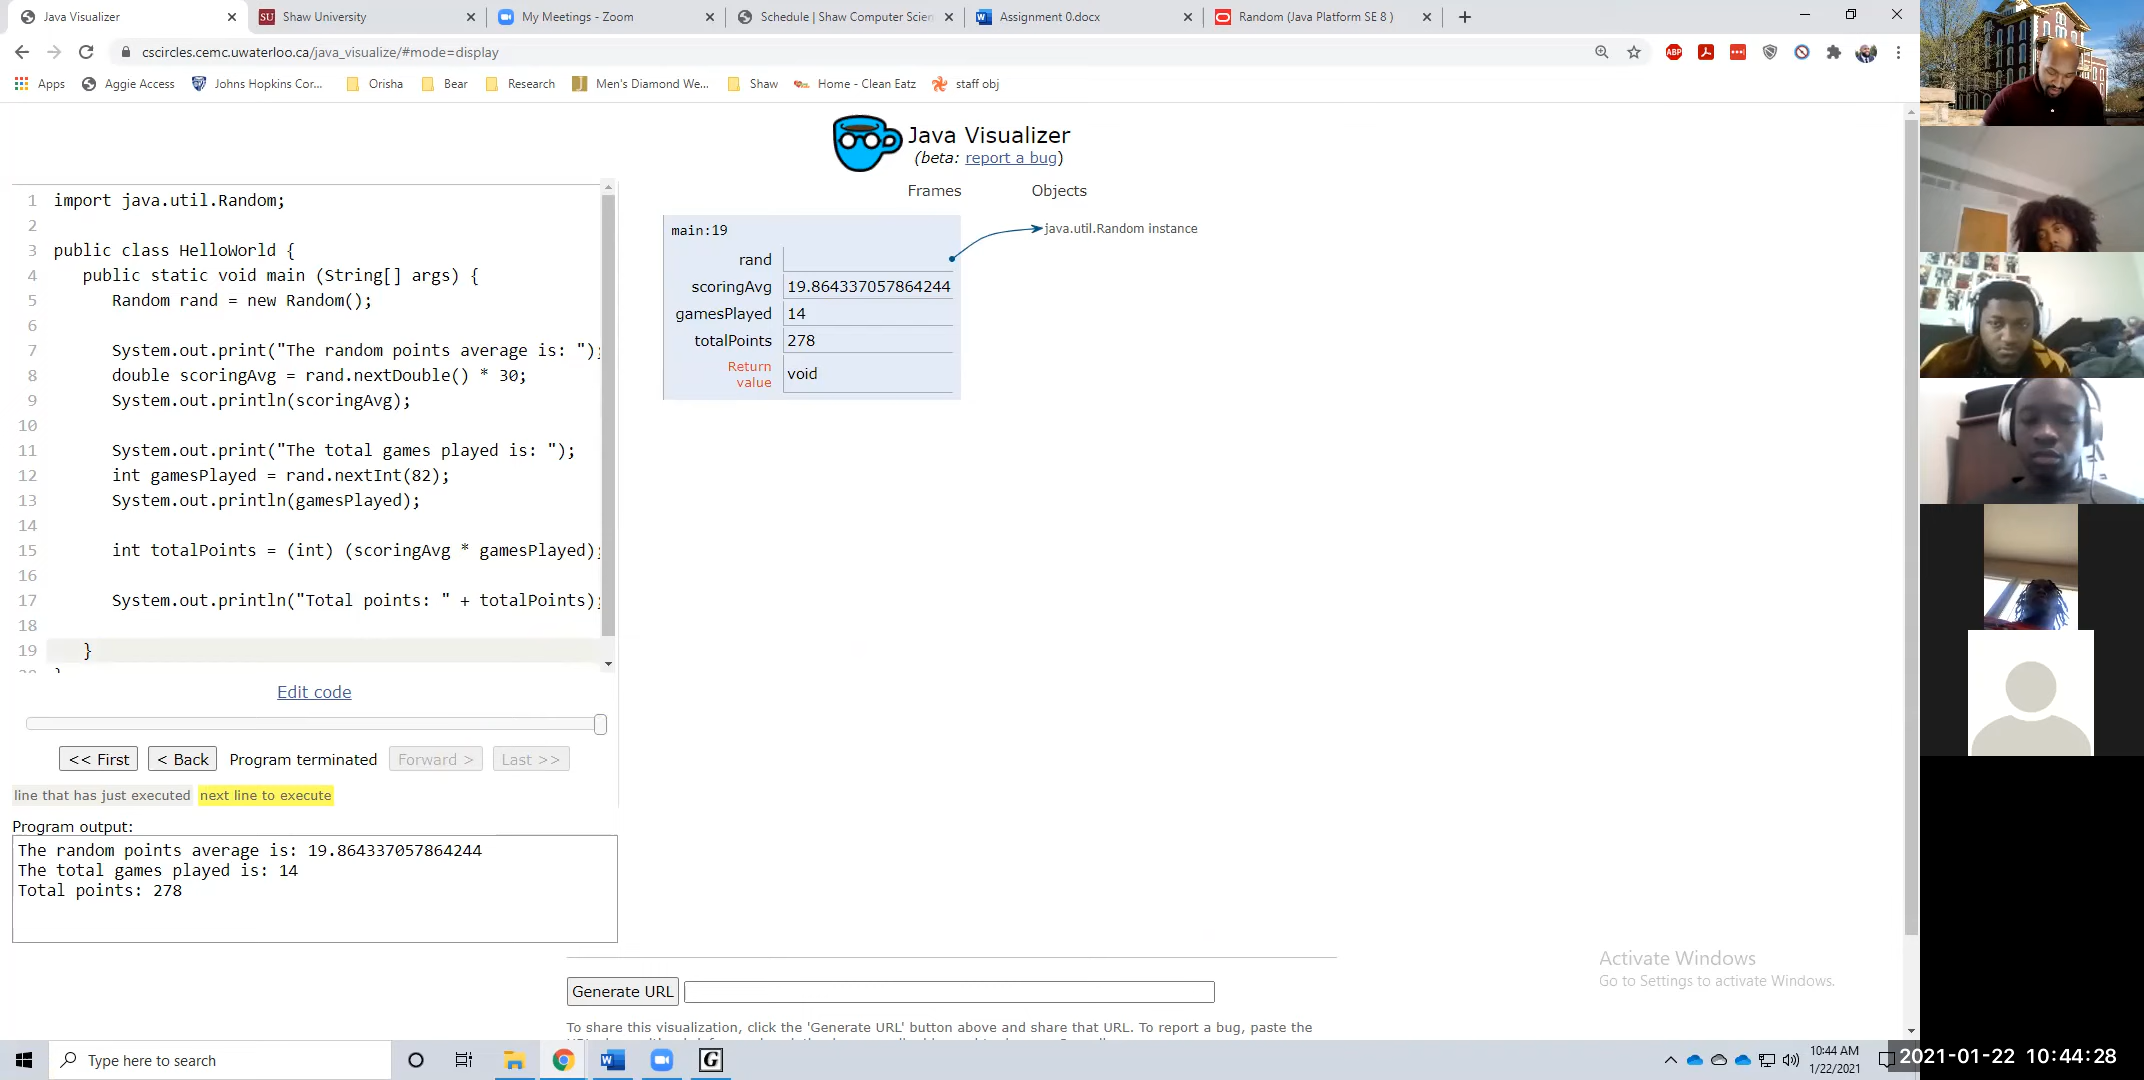 Java Visualizer
Shaw University
My Meetings - Zoom
Schedule | Shaw Computer Scien
Assignment 0.docx
Random (Java Platform SE 8 )
cscircles.cemc.uwaterloo.ca/java_visualize/#mode=display
ABP
Apps
Aggie Access
Johns Hopkins Cor...
Orisha
Bear
Research
Men's Diamond We...
Shaw
Home - Clean Eatz
staff obj
Java Visualizer
(beta: report a bug)
Frames
Objects
1 import java.util.Random;
2
3 public class HelloWorld {
4 public static void main (String[] args) {
5 Random rand = new Random();
6
7 System.out.print("The random points average is: ");
8 double scoringAvg = rand.nextDouble() * 30;
9 System.out.println(scoringAvg);
10
11 System.out.print("The total games played is: ");
12 int gamesPlayed = rand.nextInt(82);
13 System.out.println(gamesPlayed);
14
15 int totalPoints = (int) (scoringAvg * gamesPlayed);
16
17 System.out.println("Total points: " + totalPoints);
18
19 }
main:19
rand
java.util.Random instance
scoringAvg 19.864337057864244
gamesPlayed 14
totalPoints 278
Return value void
Edit code
<< First
< Back
Program terminated
Forward >
Last >>
line that has just executed next line to execute
Program output:
The random points average is: 19.864337057864244
The total games played is: 14
Total points: 278
Generate URL
To share this visualization, click the 'Generate URL' button above and share that URL. To report a bug, paste the
Activate Windows
Go to Settings to activate Windows.
Type here to search
10:44 AM
1/22/2021
2021-01-22 10:44:28